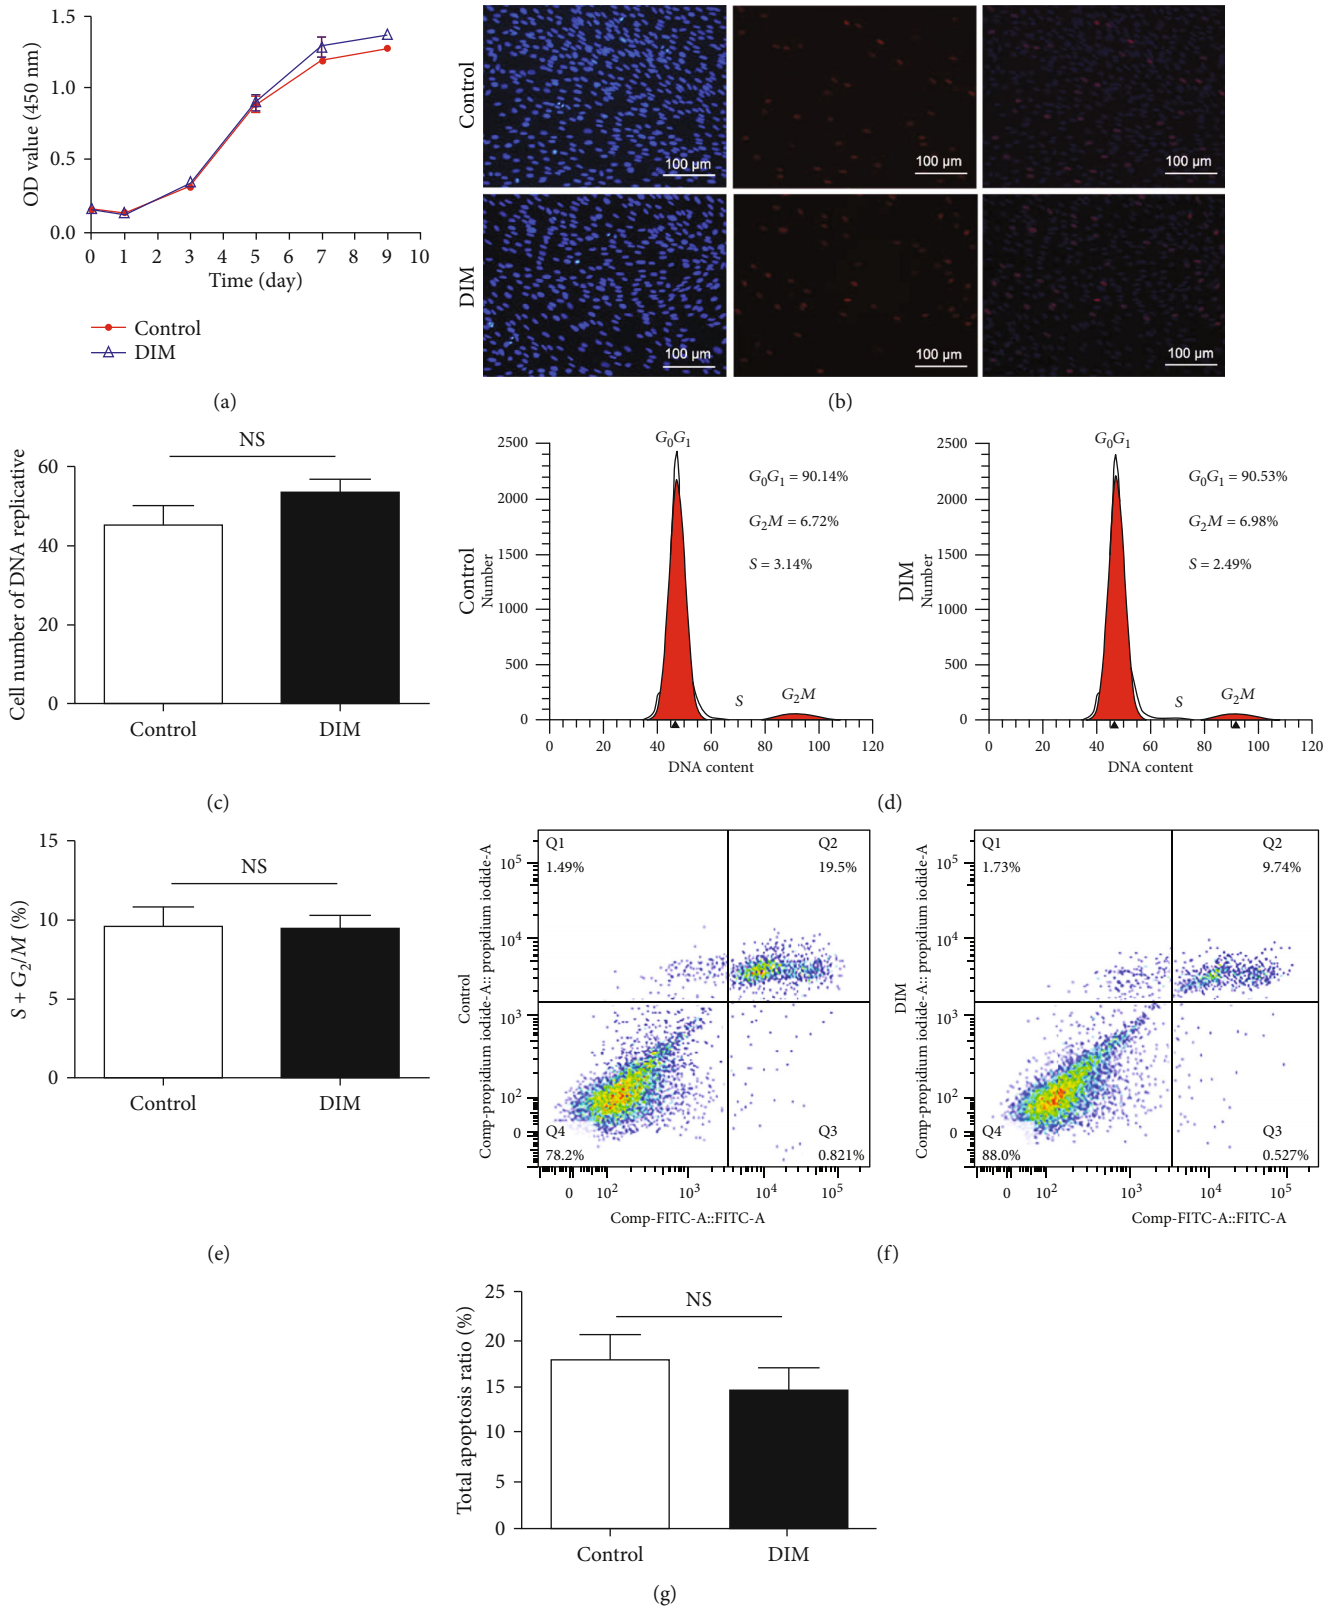 1.5
1.0
0.5
0.0
OD value (450 nm)
0 1 2 3 4 5 6 7 8 9 10
Time (day)
Control
DIM
(a)
Control
DIM
100 µm
100 µm
100 µm
100 µm
100 µm
100 µm
(b)
NS
60
40
20
0
Cell number of DNA replicative
Control DIM
(c)
Control
Number
2500
2000
1500
1000
500
0
G0G1
G0G1 = 90.14%
G2M = 6.72%
S = 3.14%
S
G2M
0 20 40 60 80 100 120
DNA content
DIM
Number
2500
2000
1500
1000
500
0
G0G1
G0G1 = 90.53%
G2M = 6.98%
S = 2.49%
S
G2M
0 20 40 60 80 100 120
DNA content
(d)
15
10
5
0
S + G2/M (%)
NS
Control DIM
(e)
Control
Comp-propidium iodide-A:: propidium iodide-A
10^5
10^4
10^3
10^2
0
Q1
1.49%
Q2
19.5%
Q4
78.2%
Q3
0.821%
0 10^2 10^3 10^4 10^5
Comp-FITC-A::FITC-A
DIM
Comp-propidium iodide-A:: propidium iodide-A
10^5
10^4
10^3
10^2
0
Q1
1.73%
Q2
9.74%
Q4
88.0%
Q3
0.527%
0 10^2 10^3 10^4 10^5
Comp-FITC-A::FITC-A
(f)
25
20
15
10
5
0
Total apoptosis ratio (%)
NS
Control DIM
(g)